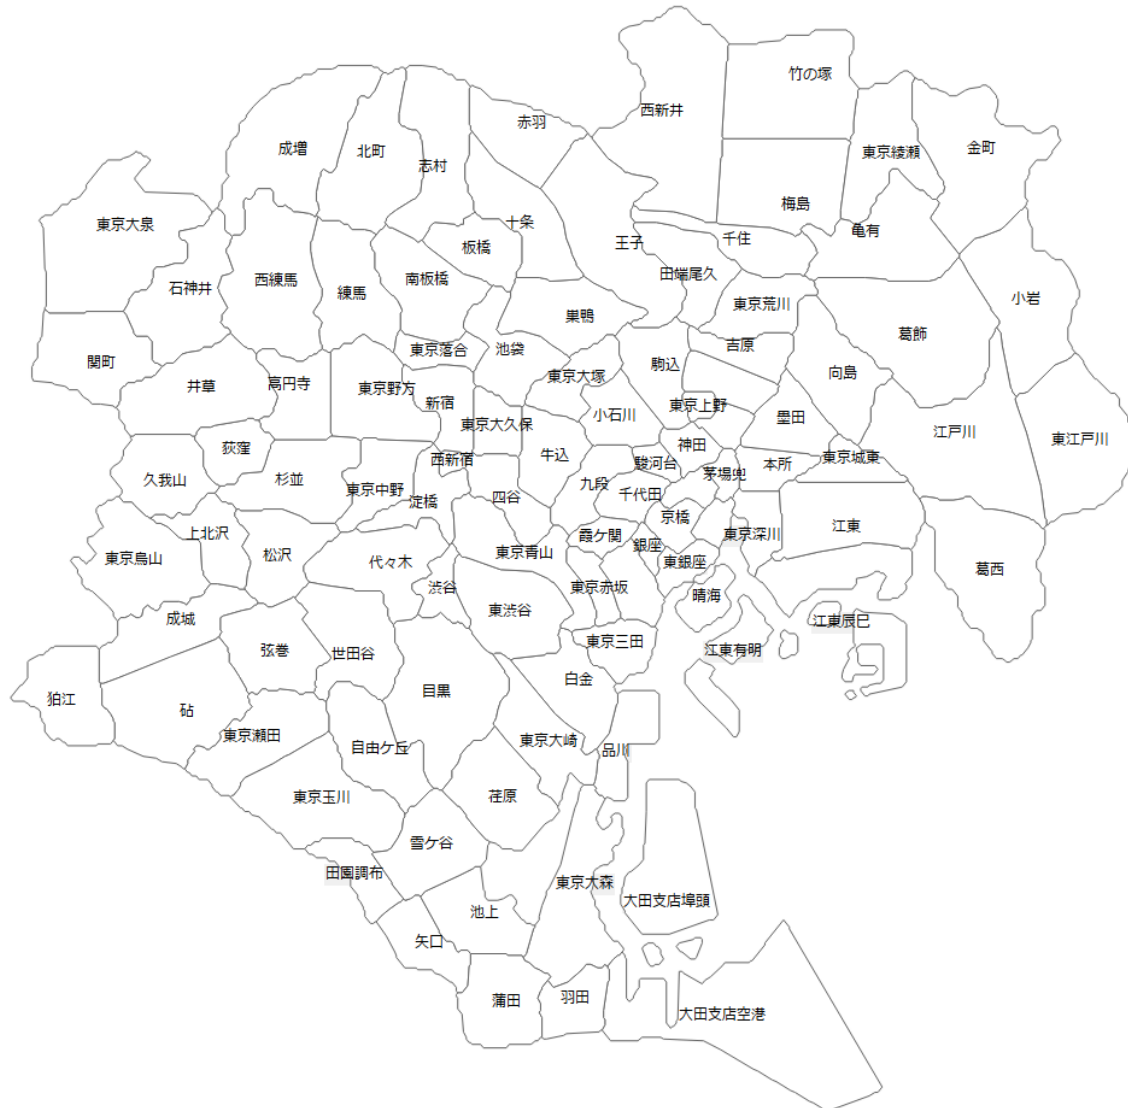 竹の塚
西新井
赤羽
成増
北町
志村
東京綾瀬
金町
梅島
東京大泉
十条
王子
千住
亀有
板橋
石神井
西練馬
練馬
南板橋
田端尾久
東京荒川
小岩
巣鴨
葛飾
関町
東京落合
池袋
吉原
駒込
向島
井草
高円寺
東京野方
東京大塚
新宿
小石川
東京上野
墨田
東京大久保
江戸川
東江戸川
荻窪
西新宿
牛込
神田
久我山
杉並
駿河台
本所
東京城東
茅場兜
東京中野
淀橋
四谷
九段
千代田
京橋
上北沢
江東
東京烏山
松沢
代々木
東京青山
霞ケ関
銀座
東京深川
東銀座
葛西
渋谷
東京赤坂
東渋谷
晴海
成城
江東辰巳
弦巻
世田谷
東京三田
江東有明
狛江
目黒
白金
砧
東京瀬田
自由ケ丘
東京大崎
品川
東京玉川
荏原
雪ケ谷
田園調布
東京大森
大田支店埠頭
池上
矢口
蒲田
羽田
大田支店空港